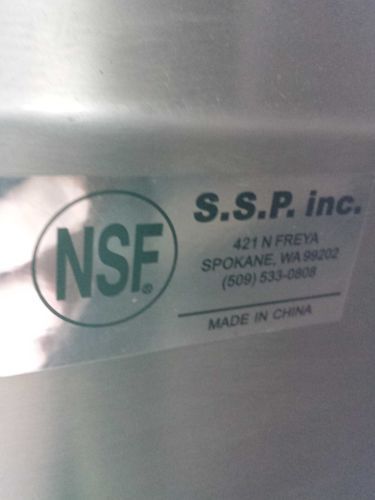 NSF®
S.S.P. inc.
421 N FREYA
SPOKANE, WA 99202
(509) 533-0808
MADE IN CHINA